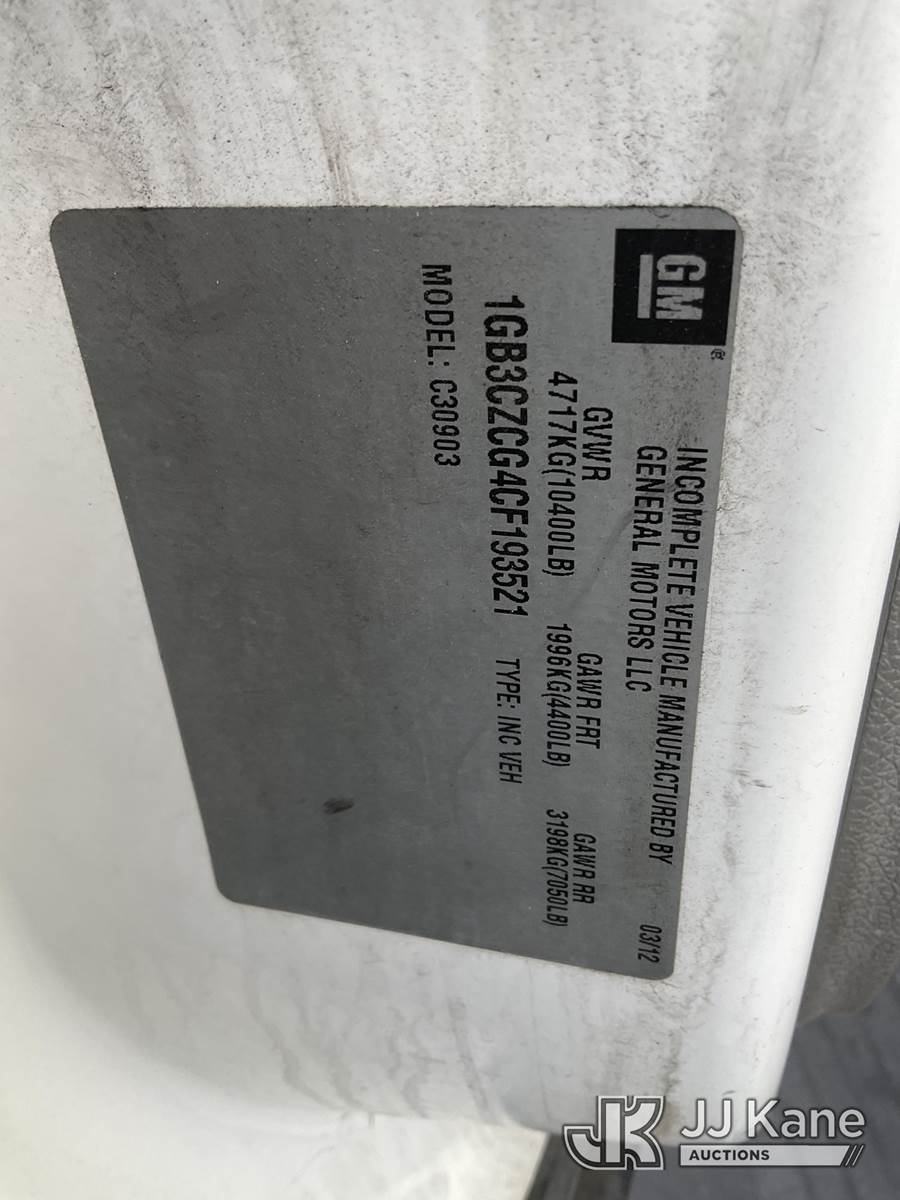 GM
INCOMPLETE VEHICLE MANUFACTURED BY
GENERAL MOTORS LLC 03/12
GVWR GAWR FRT GAWR RR
4717KG(10400LB) 1996KG(4400LB) 3198KG(7050LB)
1GB3CZCG4CF193521 TYPE: INC VEH
MODEL: C30903
JK JJ Kane
AUCTIONS